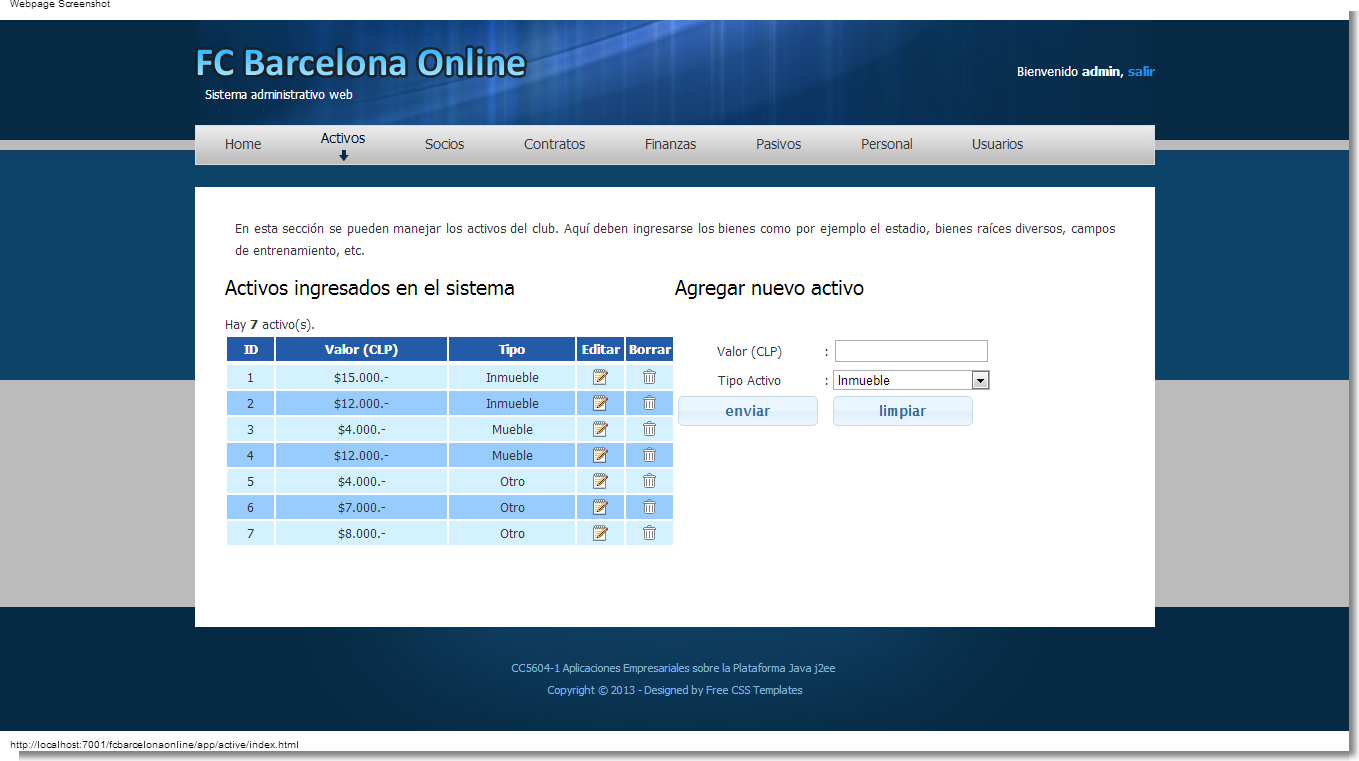 Webpage Screenshot
FC Barcelona Online
Sistema administrativo web
Bienvenido admin, salir
Home Activos Socios Contratos Finanzas Pasivos Personal Usuarios
En esta sección se pueden manejar los activos del club. Aquí deben ingresarse los bienes como por ejemplo el estadio, bienes raíces diversos, campos
de entrenamiento, etc.
Activos ingresados en el sistema
Hay 7 activo(s).
ID Valor (CLP) Tipo Editar Borrar
1 $15.000.- Inmueble
2 $12.000.- Inmueble
3 $4.000.- Mueble
4 $12.000.- Mueble
5 $4.000.- Otro
6 $7.000.- Otro
7 $8.000.- Otro
Agregar nuevo activo
Valor (CLP) :
Tipo Activo : Inmueble
enviar limpiar
CC5604-1 Aplicaciones Empresariales sobre la Plataforma Java j2ee
Copyright © 2013 - Designed by Free CSS Templates
http://localhost:7001/fcbarcelonaonline/app/active/index.html